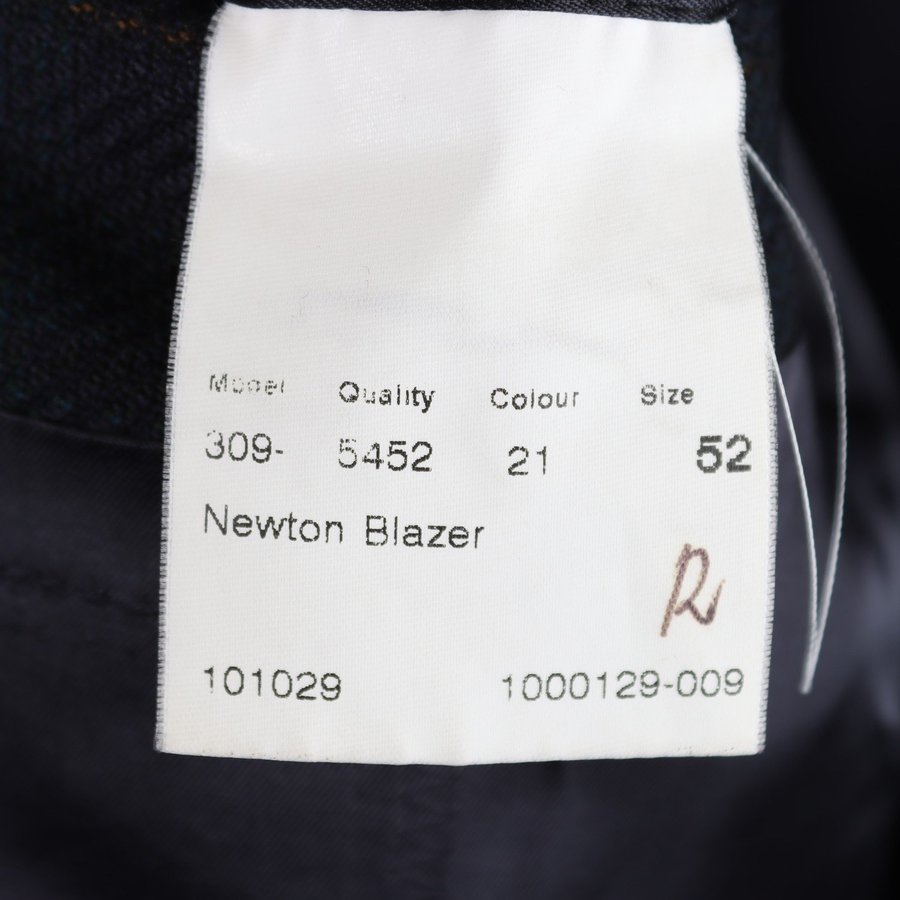 Model Quality Colour Size
309- 5452 21 52
Newton Blazer
R
101029 1000129-009